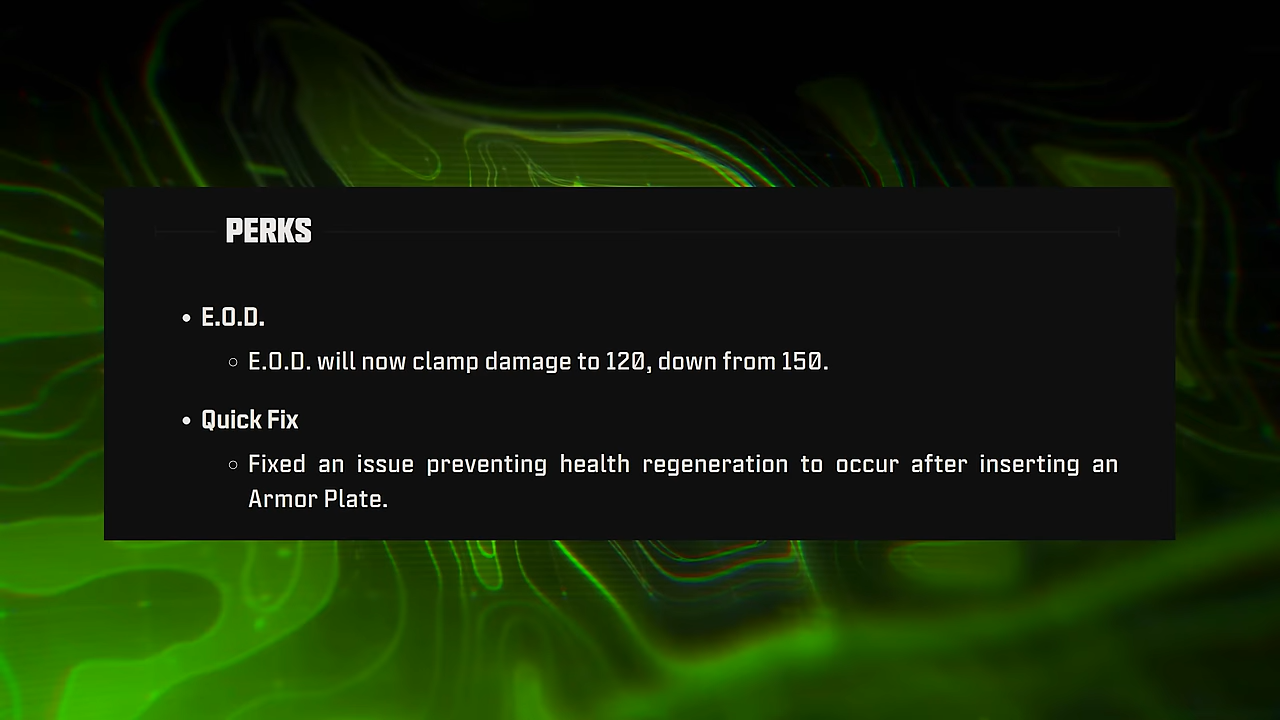 PERKS
• E.O.D.
○ E.O.D. will now clamp damage to 120, down from 150.
• Quick Fix
○ Fixed an issue preventing health regeneration to occur after inserting an
Armor Plate.